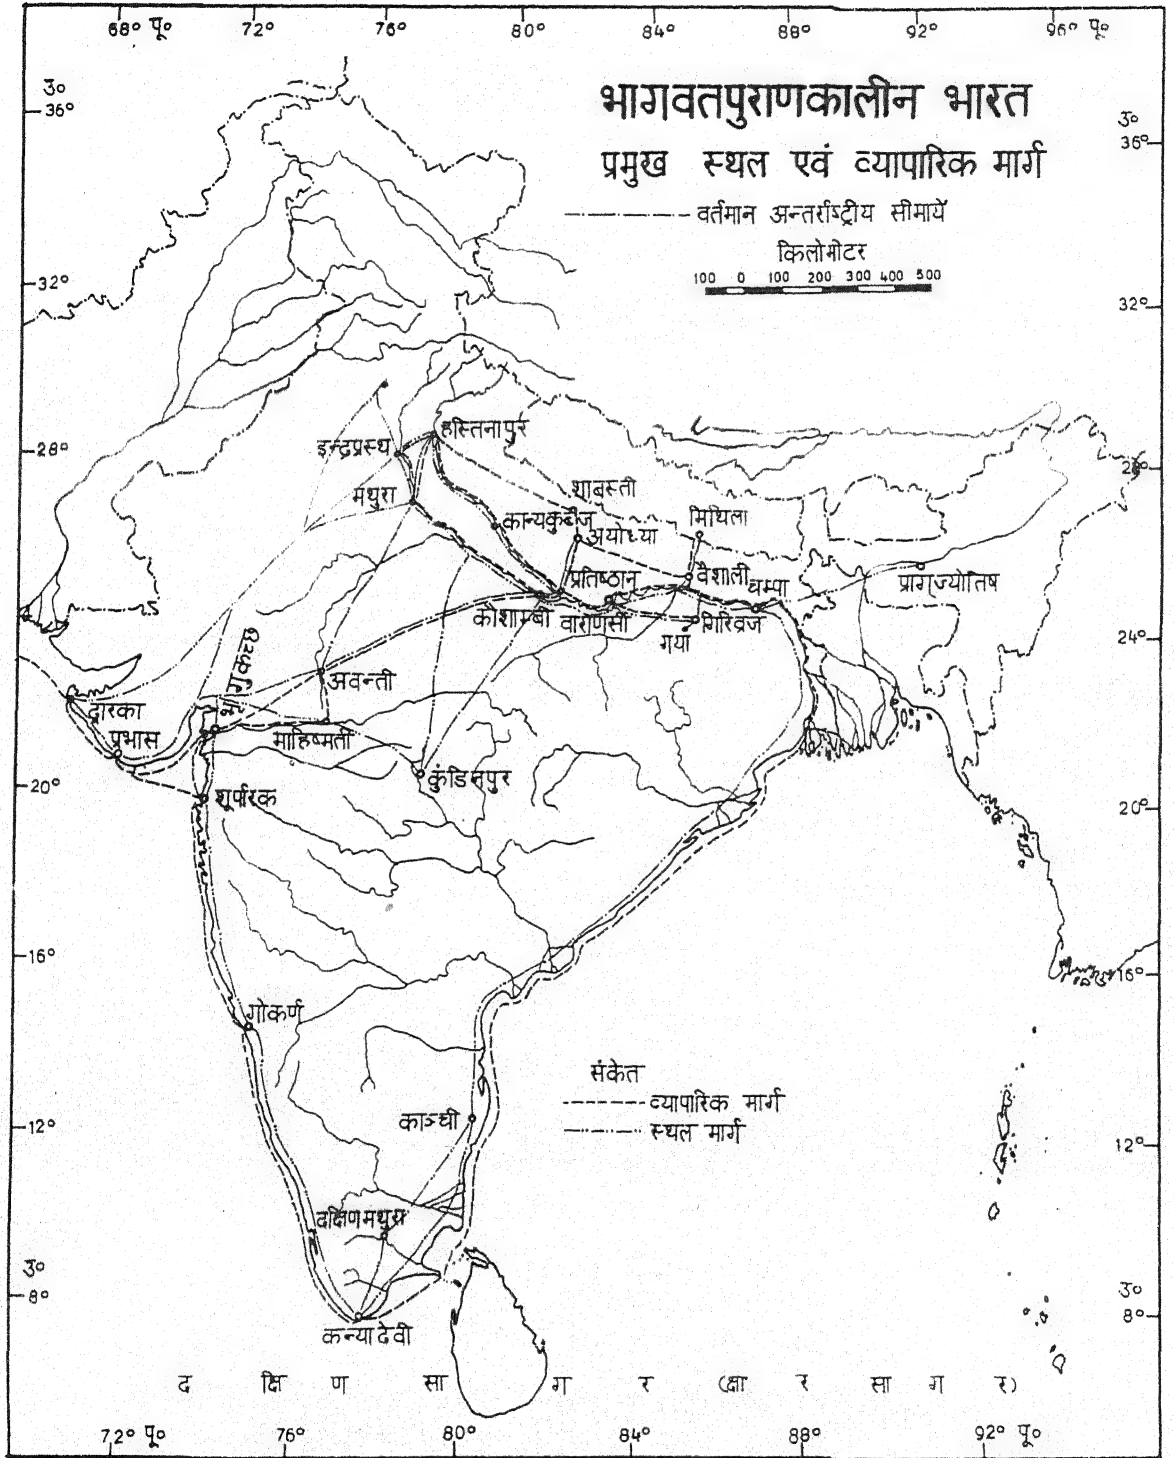 68° पू० 72° 76° 80° 84° 88° 92° 96° पू०
भागवतपुराणकालीन भारत
प्रमुख स्थल एवं व्यापारिक मार्ग
वर्तमान अन्तर्राष्ट्रीय सीमायें
किलोमीटर
100 0 100 200 300 400 500
उ०
36°
उ०
36°
32°
32°
28°
28°
हस्तिनापुर
इन्द्रप्रस्थ
मथुरा
श्राबस्ती
कान्यकुब्ज
मिथिला
अयोध्या
प्रतिष्ठान
वैशाली
चम्पा
प्राग्ज्योतिष
कौशाम्बी
वाराणसी
गया
गिरिव्रज
भृगुकच्छ
अवन्ती
द्वारका
प्रभास
माहिष्मती
कुंडिनपुर
20°
20°
शूर्पारक
16°
16°
गोकर्ण
संकेत
व्यापारिक मार्ग
स्थल मार्ग
काञ्ची
12°
12°
दक्षिण मथुरा
उ०
8°
उ०
8°
कन्यादेवी
द क्षि ण सा ग र (क्षा र सा ग र)
72° पू० 76° 80° 84° 88° 92° पू०